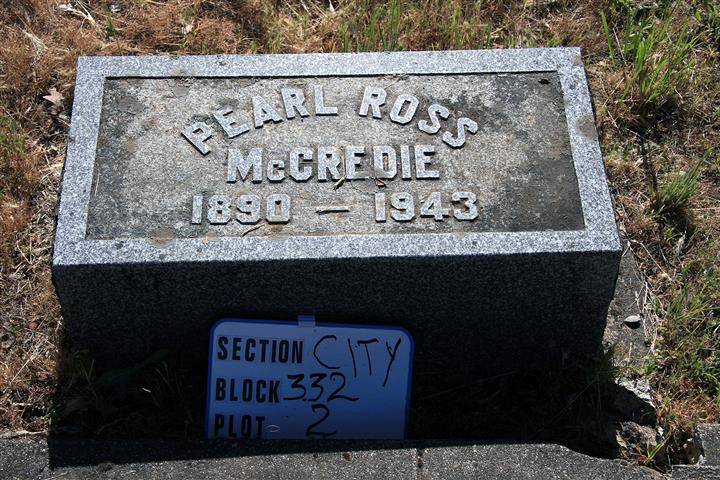 PEARL ROSS
McCREDIE
1890 — 1943
SECTION CITY
BLOCK 332
PLOT 2